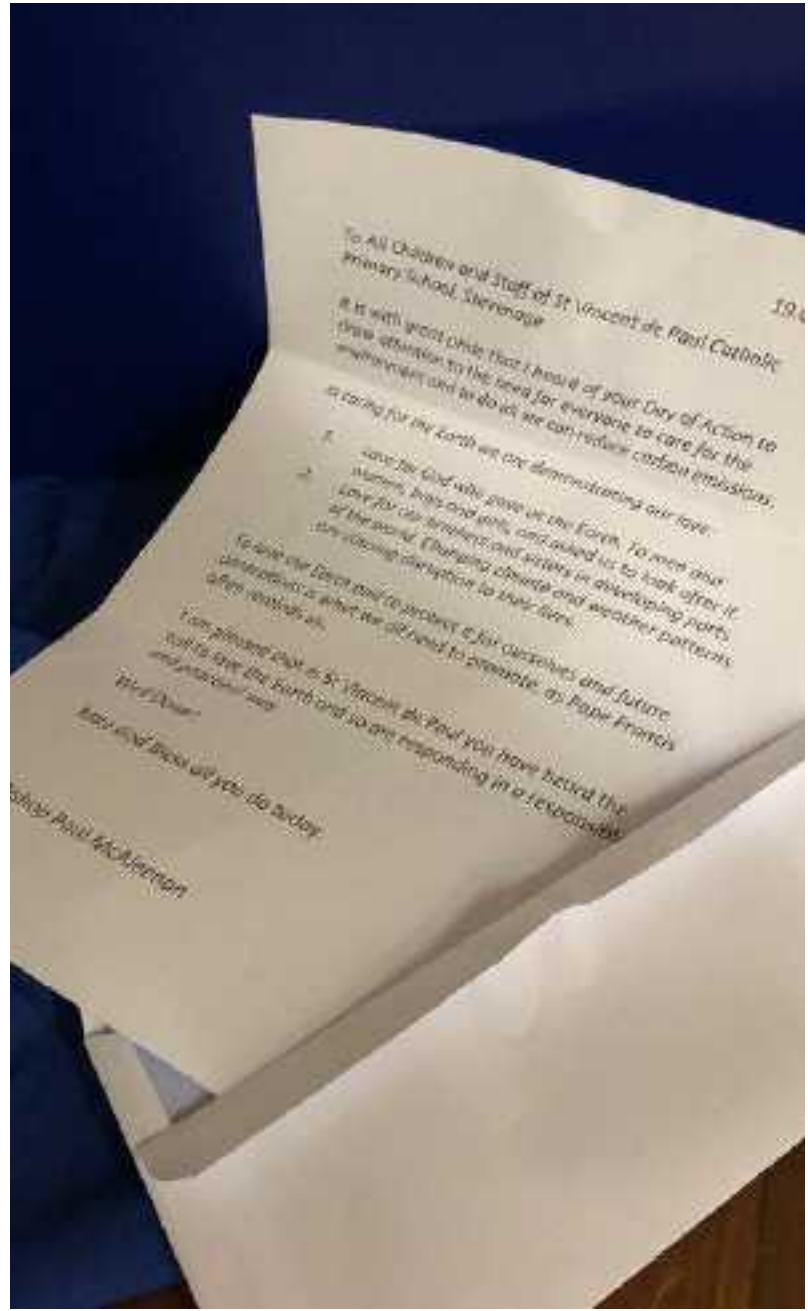 19.
To All Children and Staff of St Vincent de Paul Catholic
Primary School, Stevenage
It is with great pride that I heard of your Day of Action to
draw attention to the need for everyone to care for the
environment and to do all we can reduce carbon emissions.
In caring for the Earth we are demonstrating our love:
1. Love for God who gave us the Earth. To men and
women, boys and girls, and asked us to look after it.
2. Love for our brothers and sisters in developing parts
of the world. Changing climate and weather patterns
are causing disruption to their lives.
To love the Earth and to protect it for ourselves and future
generations is what we all need to promote, as Pope Francis
often reminds us.
I am pleased that in St Vincent de Paul you have heard the
call to love the Earth and so are responding in a responsible
and practical way.
Well Done!
May God bless all you do today.
Bishop Paul McAleenan